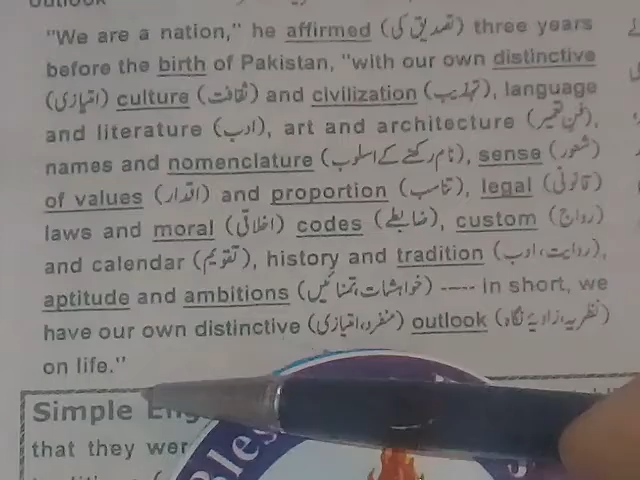 outlook
"We are a nation," he affirmed (تصدیق کی) three years
before the birth of Pakistan, "with our own distinctive
(امتیازی) culture (ثقافت) and civilization (تہذیب), language
and literature (ادب), art and architecture (فن تعمیر),
names and nomenclature (نام رکھنے کے اسلوب), sense (شعور)
of values (اقدار) and proportion (تناسب), legal (قانونی)
laws and moral (اخلاقی) codes (ضابطے), custom (رواج)
and calendar (تقویم), history and tradition (روایت، ادب),
aptitude and ambitions (خواہشات، تمنائیں) ----- in short, we
have our own distinctive (منفرد، امتیازی) outlook (نظریہ، زاویئے نگاہ)
on life."
Simple
that they wer
Bles